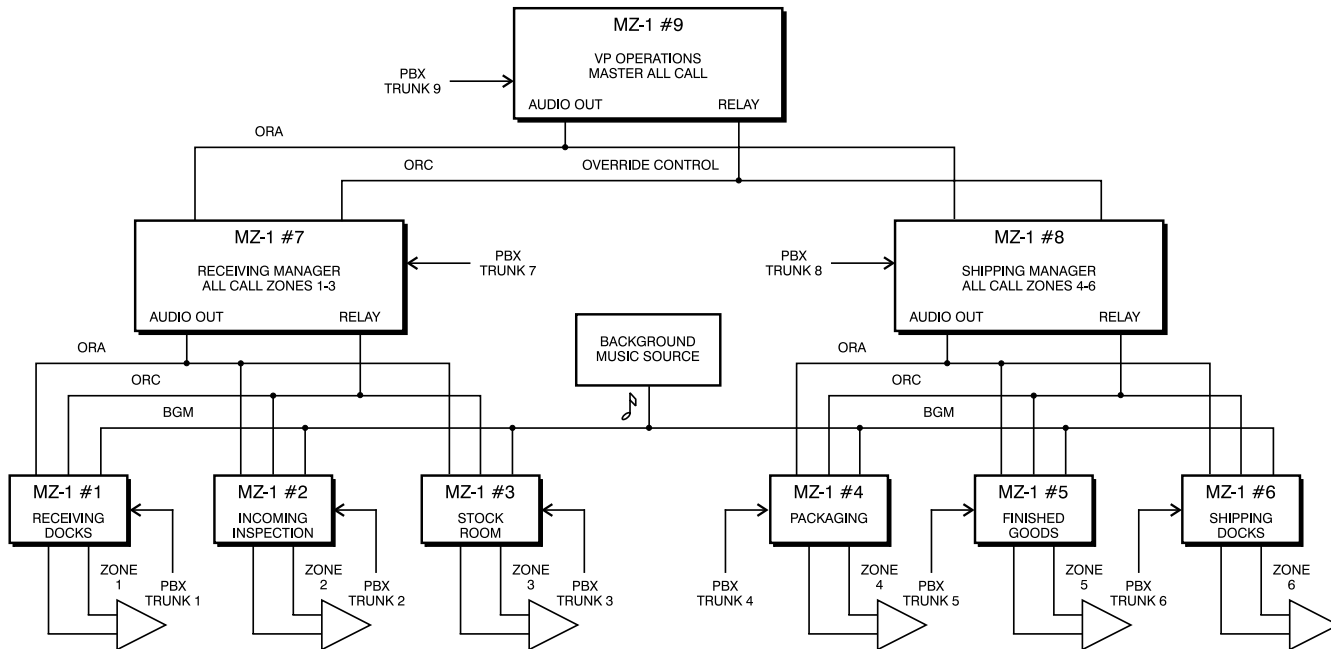 MZ-1 #9
VP OPERATIONS
MASTER ALL CALL
AUDIO OUT
RELAY
PBX
TRUNK 9
ORA
ORC
OVERRIDE CONTROL
MZ-1 #7
RECEIVING MANAGER
ALL CALL ZONES 1-3
AUDIO OUT
RELAY
PBX
TRUNK 7
PBX
TRUNK 8
MZ-1 #8
SHIPPING MANAGER
ALL CALL ZONES 4-6
AUDIO OUT
RELAY
BACKGROUND
MUSIC SOURCE
ORA
ORC
BGM
ORA
ORC
BGM
MZ-1 #1
RECEIVING
DOCKS
MZ-1 #2
INCOMING
INSPECTION
MZ-1 #3
STOCK
ROOM
MZ-1 #4
PACKAGING
MZ-1 #5
FINISHED
GOODS
MZ-1 #6
SHIPPING
DOCKS
ZONE
1
PBX
TRUNK 1
ZONE
2
PBX
TRUNK 2
ZONE
3
PBX
TRUNK 3
PBX
TRUNK 4
ZONE
4
PBX
TRUNK 5
ZONE
5
PBX
TRUNK 6
ZONE
6